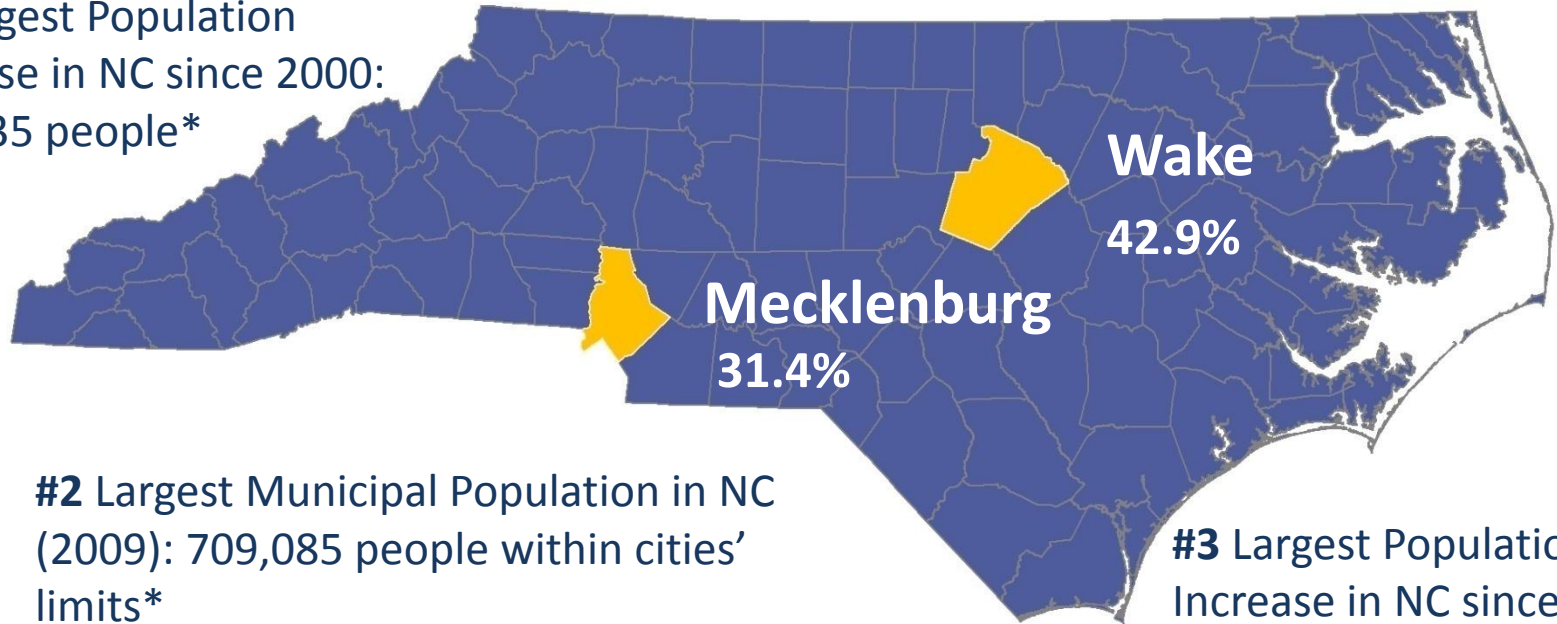 gest Population
se in NC since 2000:
35 people*
Wake
42.9%
Mecklenburg
31.4%
#2 Largest Municipal Population in NC
(2009): 709,085 people within cities’
limits*
#3 Largest Populatio
Increase in NC since